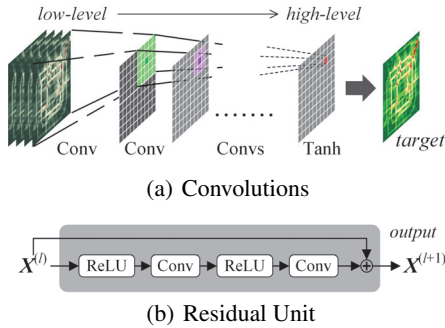 low-level high-level
Conv Conv Convs Tanh target
(a) Convolutions
output
X(l) ReLU Conv ReLU Conv X(l+1)
(b) Residual Unit